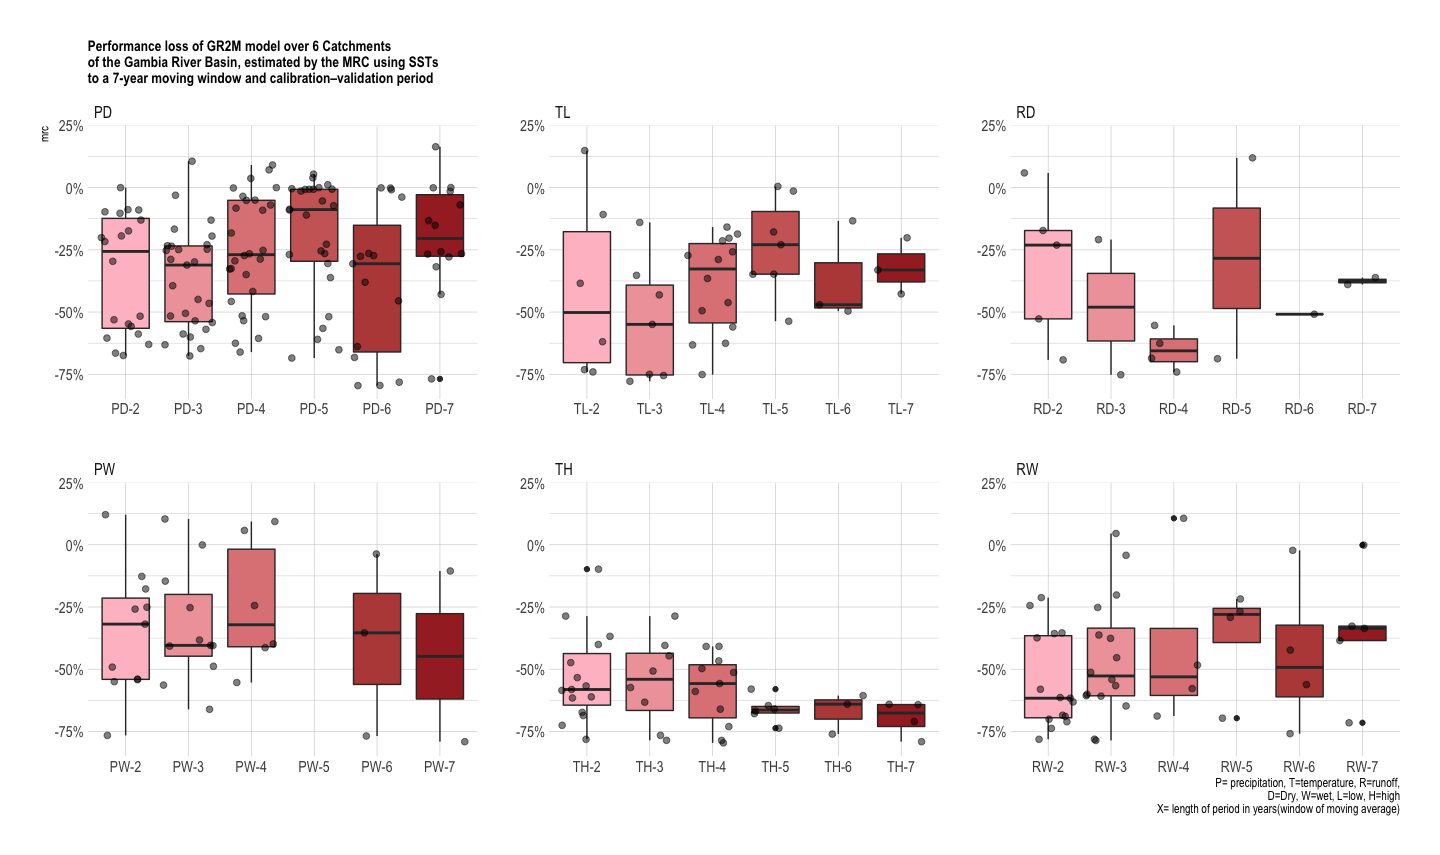 Performance loss of GR2M model over 6 Catchments
of the Gambia River Basin, estimated by the MRC using SSTs
to a 7-year moving window and calibration–validation period
mrc
PD
25%
0%
-25%
-50%
-75%
PD-2 PD-3 PD-4 PD-5 PD-6 PD-7
TL
25%
0%
-25%
-50%
-75%
TL-2 TL-3 TL-4 TL-5 TL-6 TL-7
RD
25%
0%
-25%
-50%
-75%
RD-2 RD-3 RD-4 RD-5 RD-6 RD-7
PW
25%
0%
-25%
-50%
-75%
PW-2 PW-3 PW-4 PW-5 PW-6 PW-7
TH
25%
0%
-25%
-50%
-75%
TH-2 TH-3 TH-4 TH-5 TH-6 TH-7
RW
25%
0%
-25%
-50%
-75%
RW-2 RW-3 RW-4 RW-5 RW-6 RW-7
P= precipitation, T=temperature, R=runoff,
D=Dry, W=wet, L=low, H=high
X= length of period in years(window of moving average)